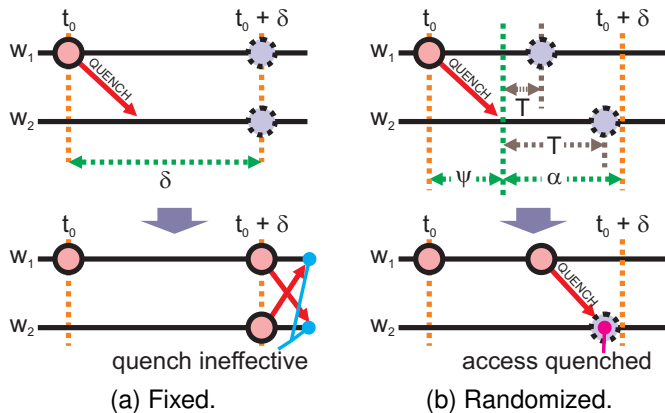 t₀ t₀ + δ
w₁
QUENCH
w₂
δ
t₀ t₀ + δ
w₁
w₂
quench ineffective
(a) Fixed.
t₀ t₀ + δ
w₁
QUENCH
T
w₂
T
ψ α
t₀ t₀ + δ
w₁
QUENCH
w₂
access quenched
(b) Randomized.